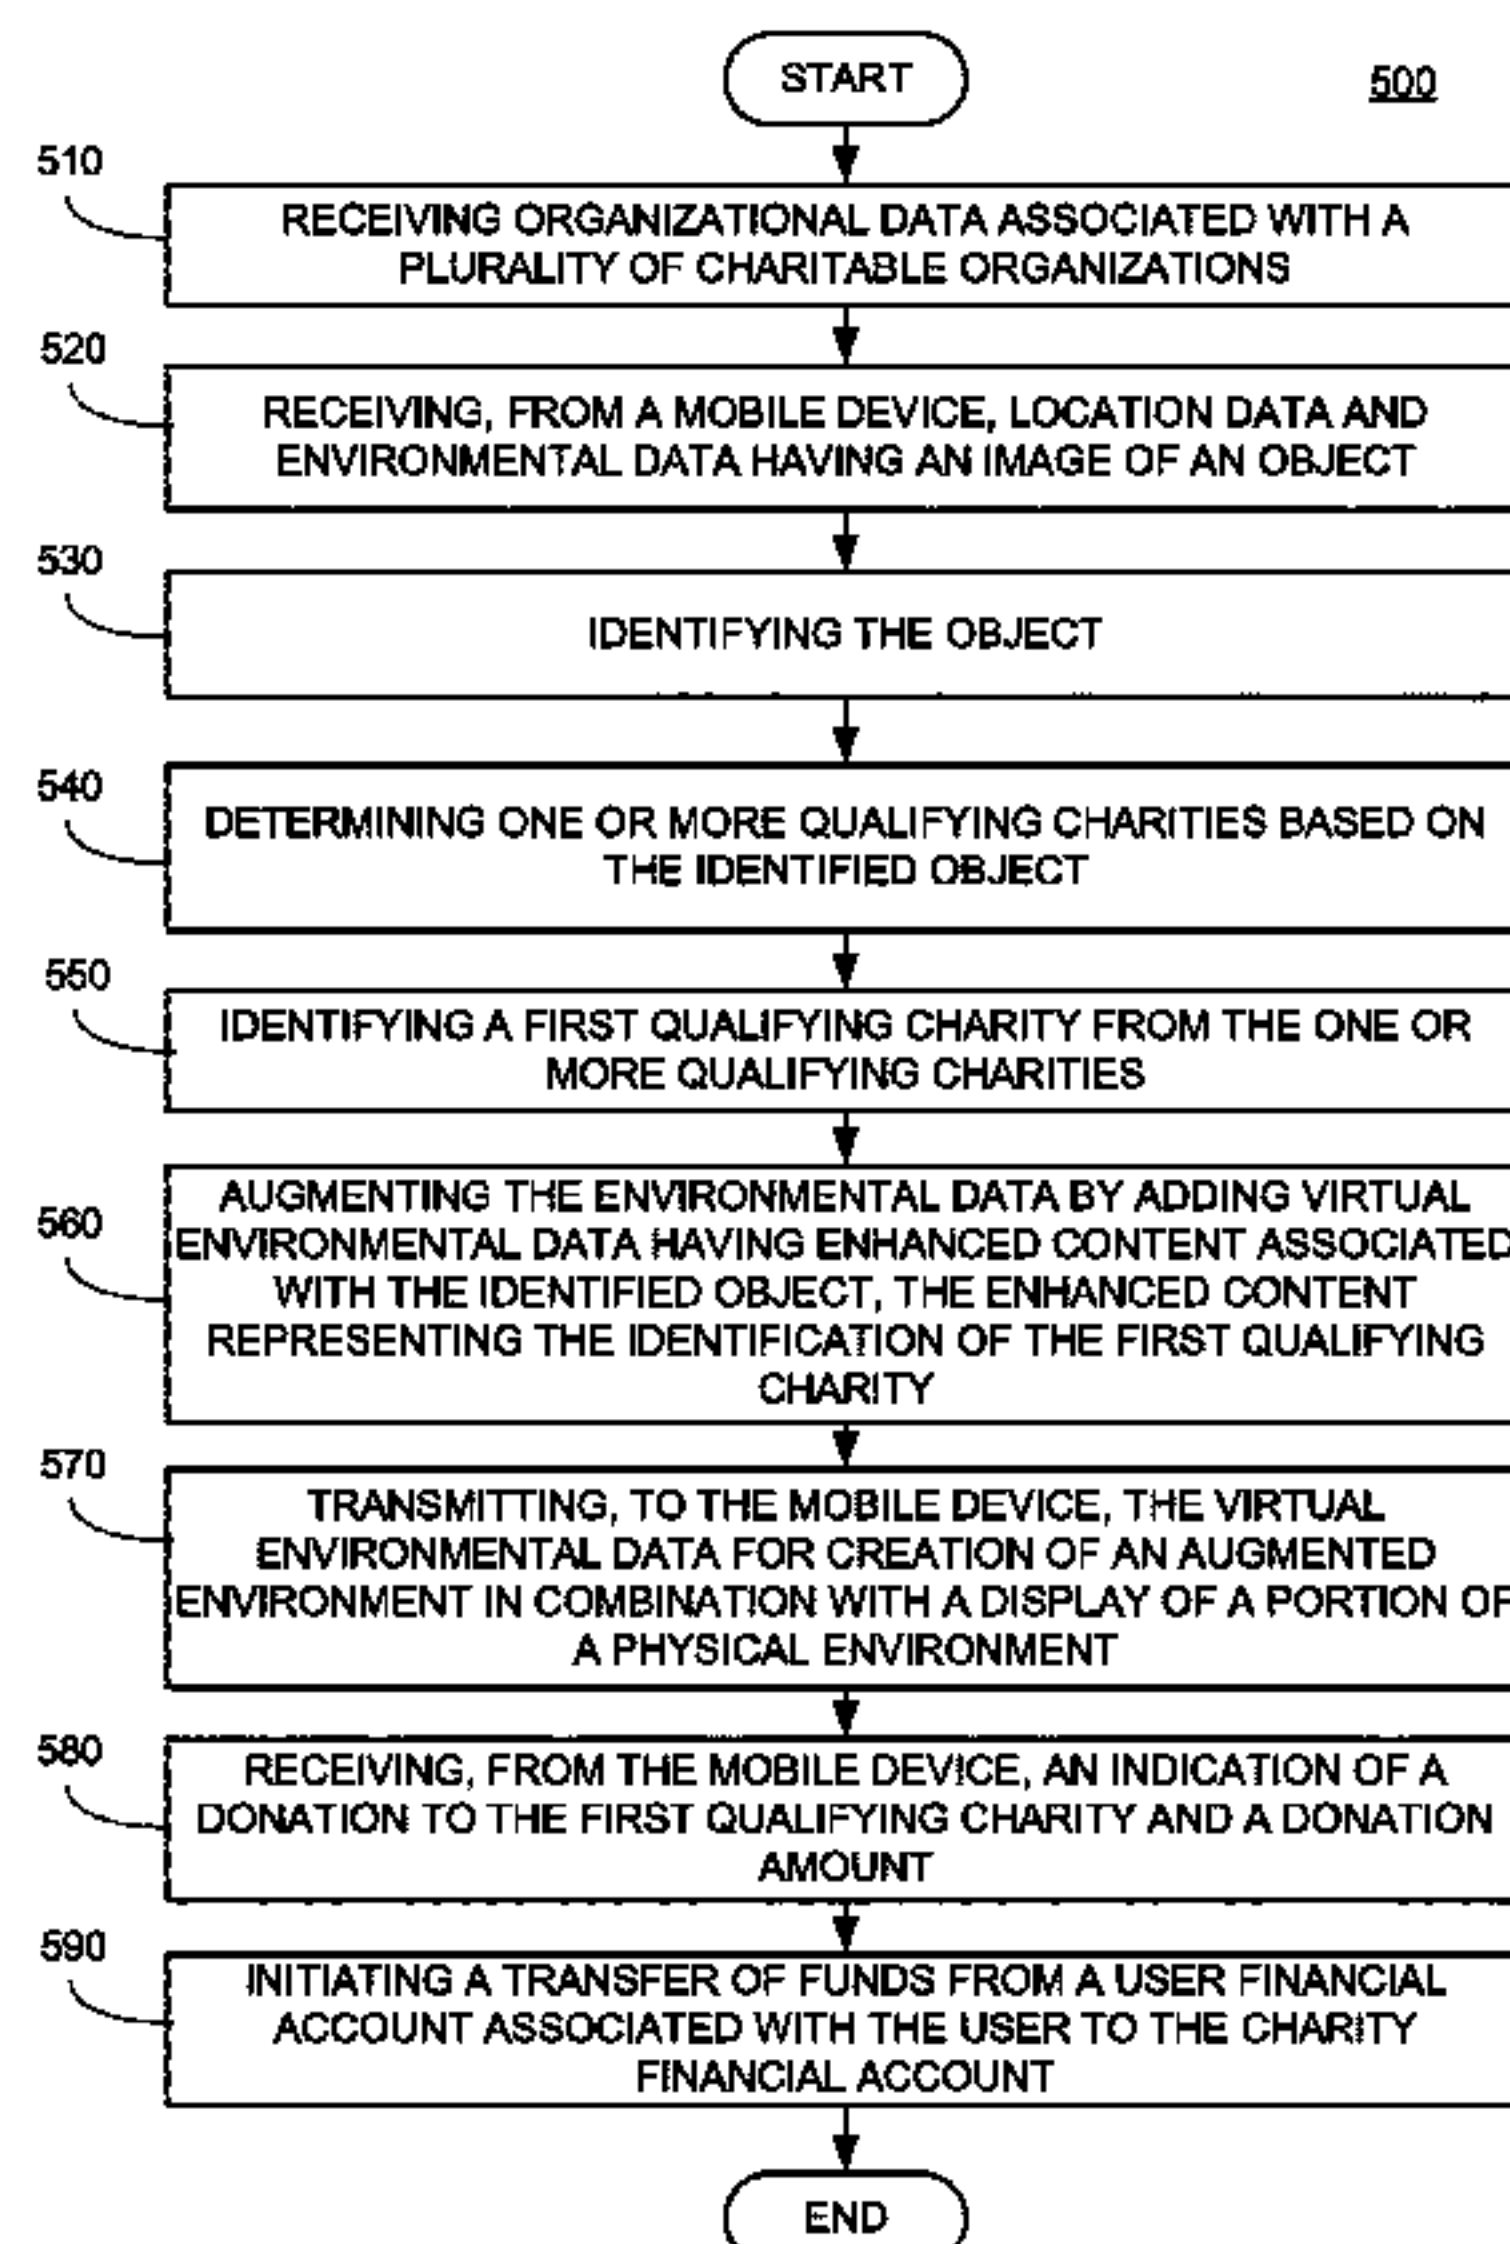 START
500
510
RECEIVING ORGANIZATIONAL DATA ASSOCIATED WITH A
PLURALITY OF CHARITABLE ORGANIZATIONS
520
RECEIVING, FROM A MOBILE DEVICE, LOCATION DATA AND
ENVIRONMENTAL DATA HAVING AN IMAGE OF AN OBJECT
530
IDENTIFYING THE OBJECT
540
DETERMINING ONE OR MORE QUALIFYING CHARITIES BASED ON
THE IDENTIFIED OBJECT
550
IDENTIFYING A FIRST QUALIFYING CHARITY FROM THE ONE OR
MORE QUALIFYING CHARITIES
560
AUGMENTING THE ENVIRONMENTAL DATA BY ADDING VIRTUAL
ENVIRONMENTAL DATA HAVING ENHANCED CONTENT ASSOCIATED
WITH THE IDENTIFIED OBJECT, THE ENHANCED CONTENT
REPRESENTING THE IDENTIFICATION OF THE FIRST QUALIFYING
CHARITY
570
TRANSMITTING, TO THE MOBILE DEVICE, THE VIRTUAL
ENVIRONMENTAL DATA FOR CREATION OF AN AUGMENTED
ENVIRONMENT IN COMBINATION WITH A DISPLAY OF A PORTION OF
A PHYSICAL ENVIRONMENT
580
RECEIVING, FROM THE MOBILE DEVICE, AN INDICATION OF A
DONATION TO THE FIRST QUALIFYING CHARITY AND A DONATION
AMOUNT
590
INITIATING A TRANSFER OF FUNDS FROM A USER FINANCIAL
ACCOUNT ASSOCIATED WITH THE USER TO THE CHARITY
FINANCIAL ACCOUNT
END